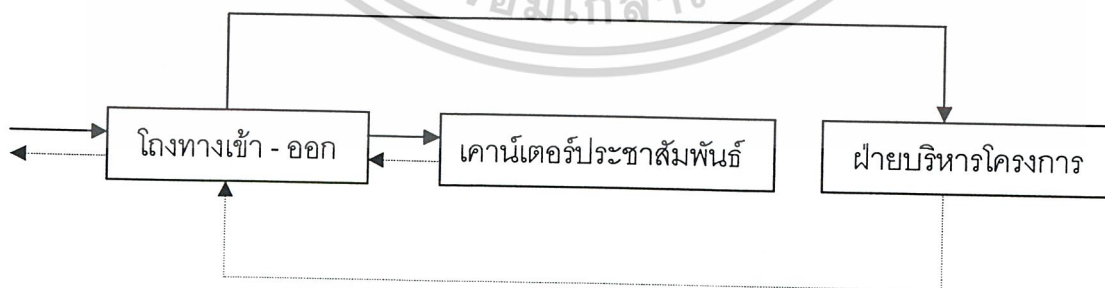 โถงทางเข้า - ออก
เคาน์เตอร์ประชาสัมพันธ์
ฝ่ายบริหารโครงการ